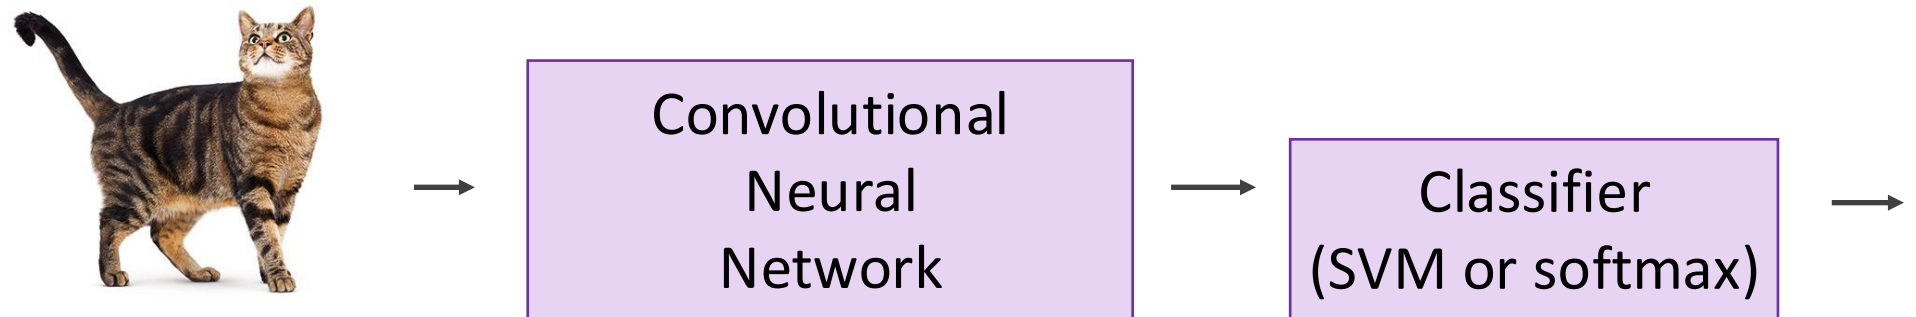 Convolutional
Neural
Network
Classifier
(SVM or softmax)